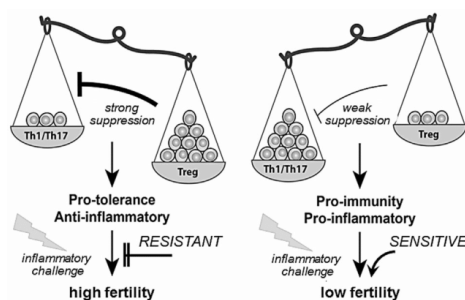 strong
suppression
Th1/Th17
Treg
Pro-tolerance
Anti-inflammatory
RESISTANT
inflammatory
challenge
high fertility
weak
suppression
Treg
Th1/Th17
Pro-immunity
Pro-inflammatory
SENSITIVE
inflammatory
challenge
low fertility